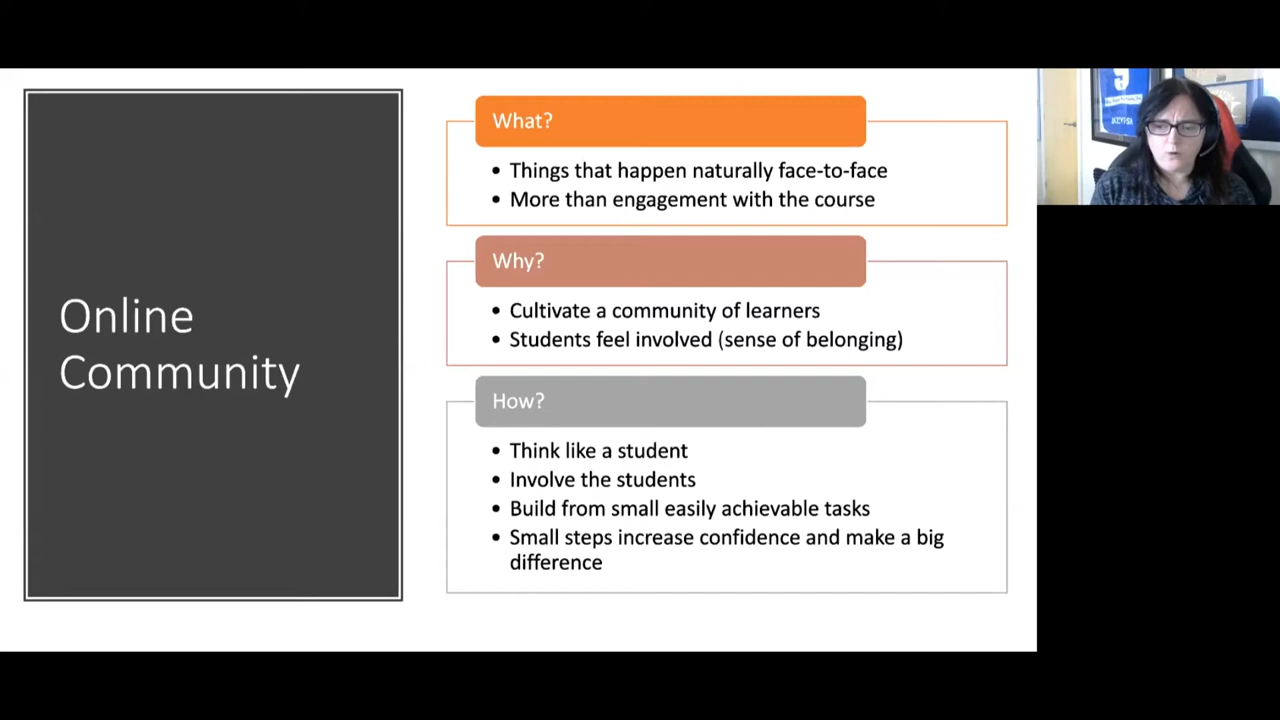 Online
Community
What?
• Things that happen naturally face-to-face
• More than engagement with the course
Why?
• Cultivate a community of learners
• Students feel involved (sense of belonging)
How?
• Think like a student
• Involve the students
• Build from small easily achievable tasks
• Small steps increase confidence and make a big
difference